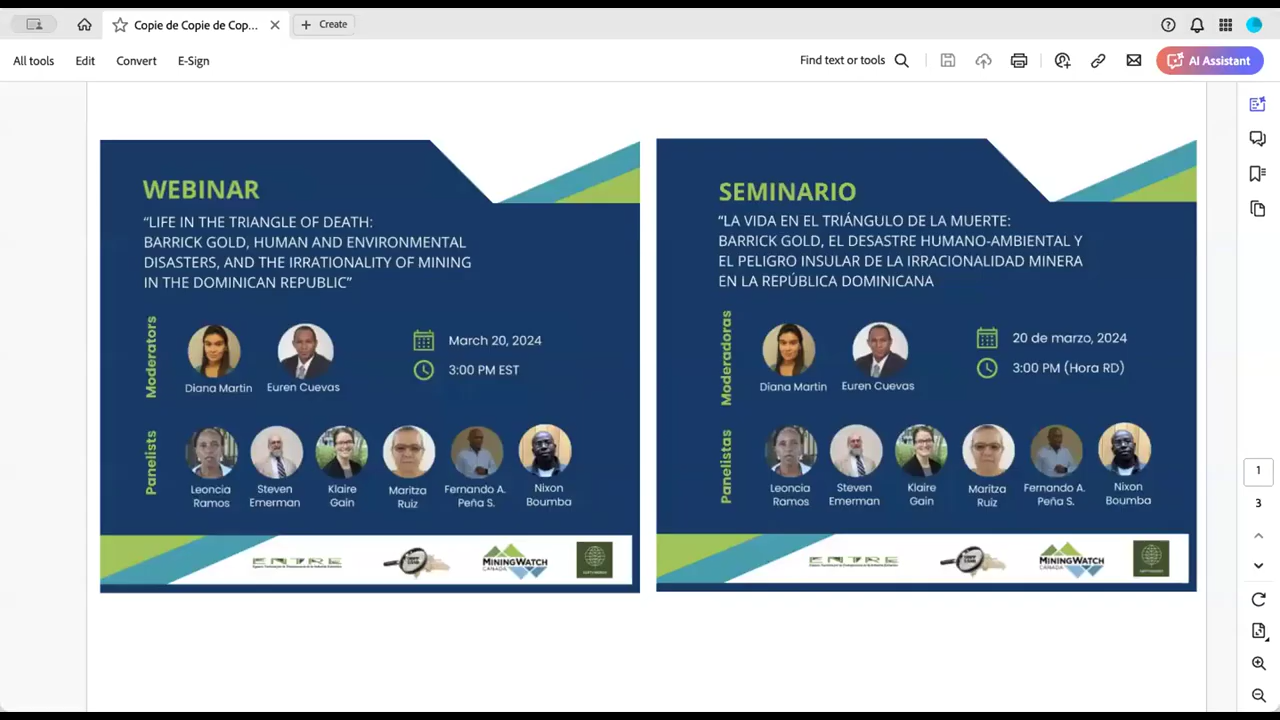 Copie de Copie de Cop...
Create
All tools
Edit
Convert
E-Sign
Find text or tools
AI Assistant
WEBINAR
“LIFE IN THE TRIANGLE OF DEATH:
BARRICK GOLD, HUMAN AND ENVIRONMENTAL
DISASTERS, AND THE IRRATIONALITY OF MINING
IN THE DOMINICAN REPUBLIC”
Moderators
Diana Martin
Euren Cuevas
March 20, 2024
3:00 PM EST
Panelists
Leoncia
Ramos
Steven
Emerman
Klaire
Gain
Maritza
Ruiz
Fernando A.
Peña S.
Nixon
Boumba
ENTRE
MININGWATCH
CANADA
SEMINARIO
“LA VIDA EN EL TRIÁNGULO DE LA MUERTE:
BARRICK GOLD, EL DESASTRE HUMANO-AMBIENTAL Y
EL PELIGRO INSULAR DE LA IRRACIONALIDAD MINERA
EN LA REPÚBLICA DOMINICANA
Moderadoras
Diana Martin
Euren Cuevas
20 de marzo, 2024
3:00 PM (Hora RD)
Panelistas
Leoncia
Ramos
Steven
Emerman
Klaire
Gain
Maritza
Ruiz
Fernando A.
Peña S.
Nixon
Boumba
ENTRE
MININGWATCH
CANADA
1
3